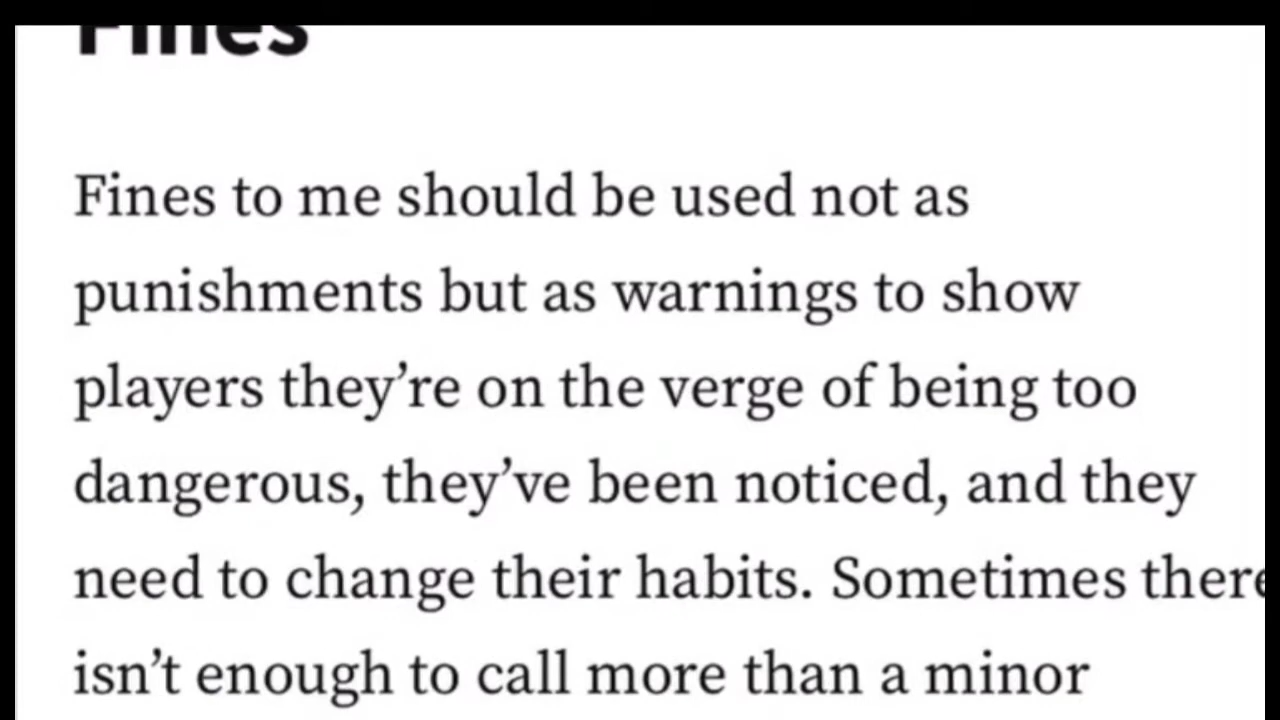 Fines
Fines to me should be used not as
punishments but as warnings to show
players they’re on the verge of being too
dangerous, they’ve been noticed, and they
need to change their habits. Sometimes there
isn’t enough to call more than a minor